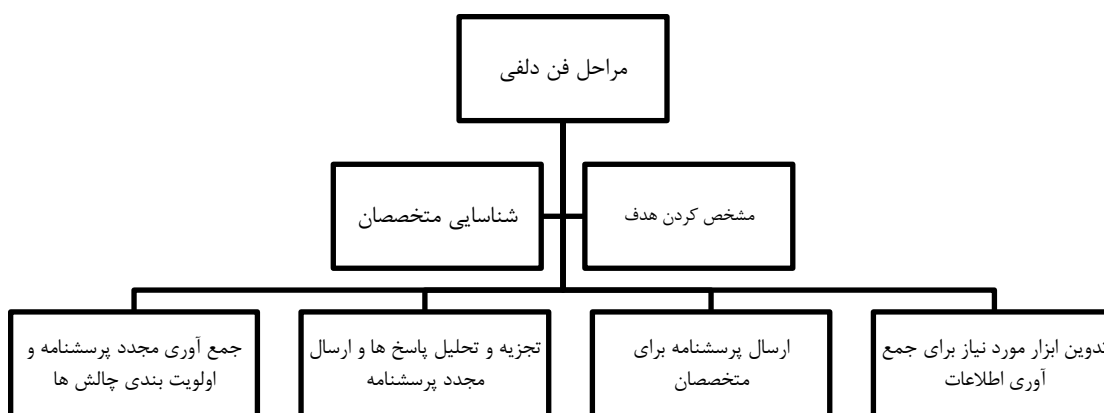 مراحل فن دلفی
مشخص کردن هدف
شناسایی متخصصان
تدوین ابزار مورد نیاز برای جمع
آوری اطلاعات
ارسال پرسشنامه برای
متخصصان
تجزیه و تحلیل پاسخ ها و ارسال
مجدد پرسشنامه
جمع آوری مجدد پرسشنامه و
اولویت بندی چالش ها